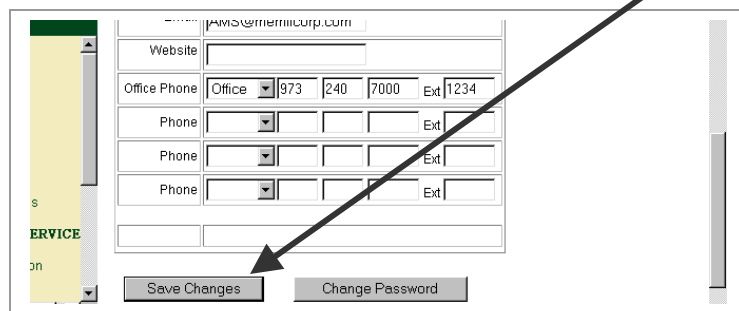 AMS@merrillcorp.com
Website
Office Phone Office 973 240 7000 Ext 1234
Phone Ext
Phone Ext
Phone Ext
s
ERVICE
on
Save Changes Change Password